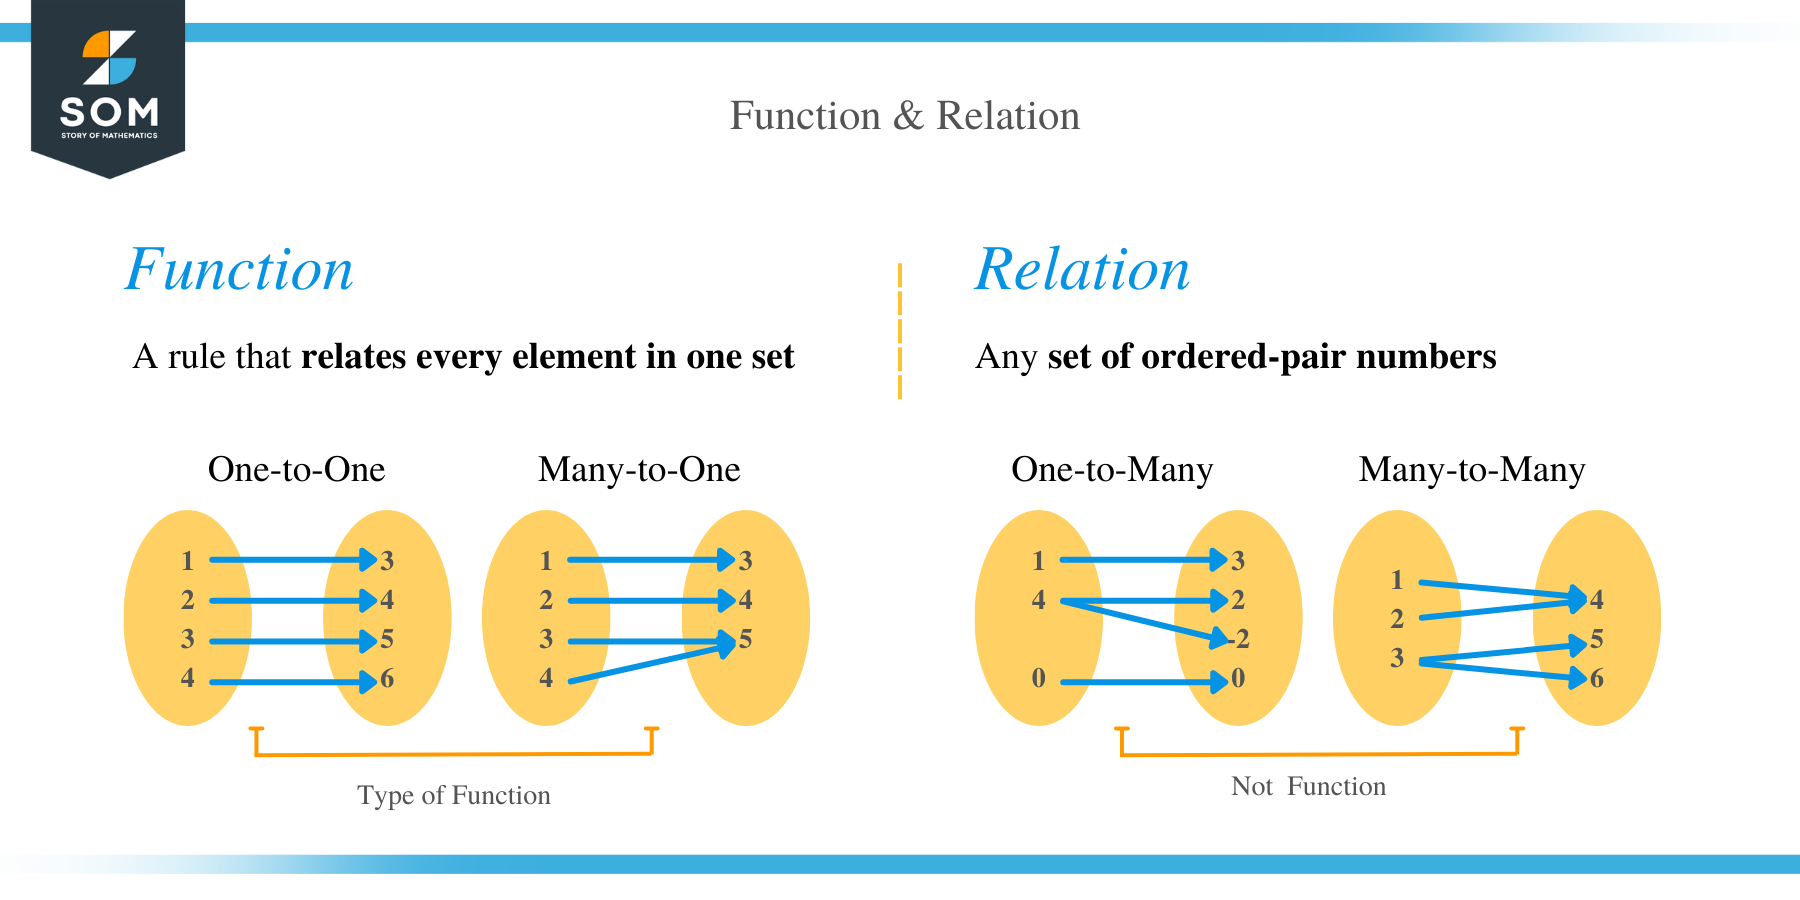 SOM
STORY OF MATHEMATICS
Function & Relation
Function
A rule that relates every element in one set
One-to-One
Many-to-One
1 3
2 4
3 5
4 6
1 3
2 4
3 5
4
Type of Function
Relation
Any set of ordered-pair numbers
One-to-Many
Many-to-Many
1 3
4 2
-2
0 0
1
2
3
4
5
6
Not Function